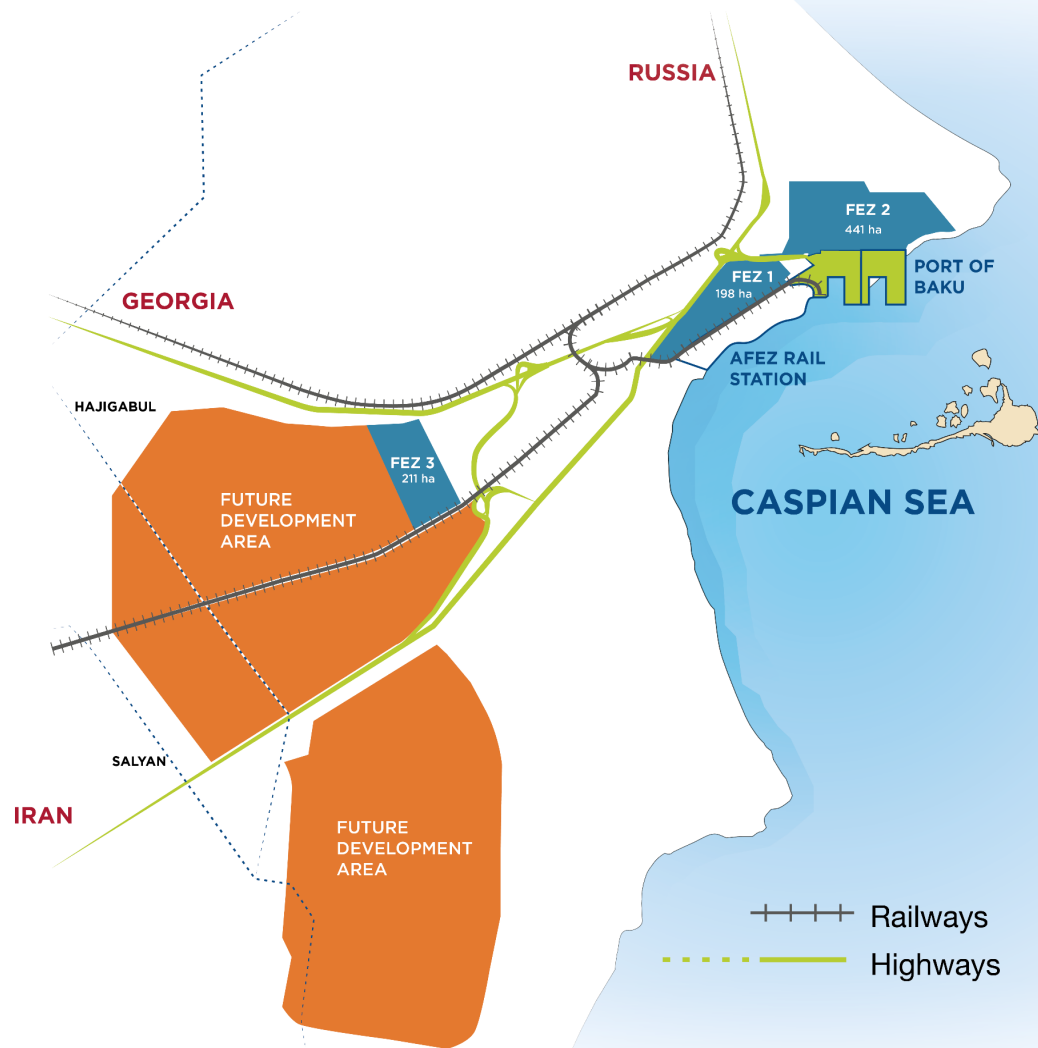 RUSSIA
FEZ 2
441 ha
PORT OF
BAKU
FEZ 1
198 ha
GEORGIA
AFEZ RAIL
STATION
HAJIGABUL
FEZ 3
211 ha
FUTURE
DEVELOPMENT
AREA
CASPIAN SEA
SALYAN
IRAN
FUTURE
DEVELOPMENT
AREA
Railways
Highways